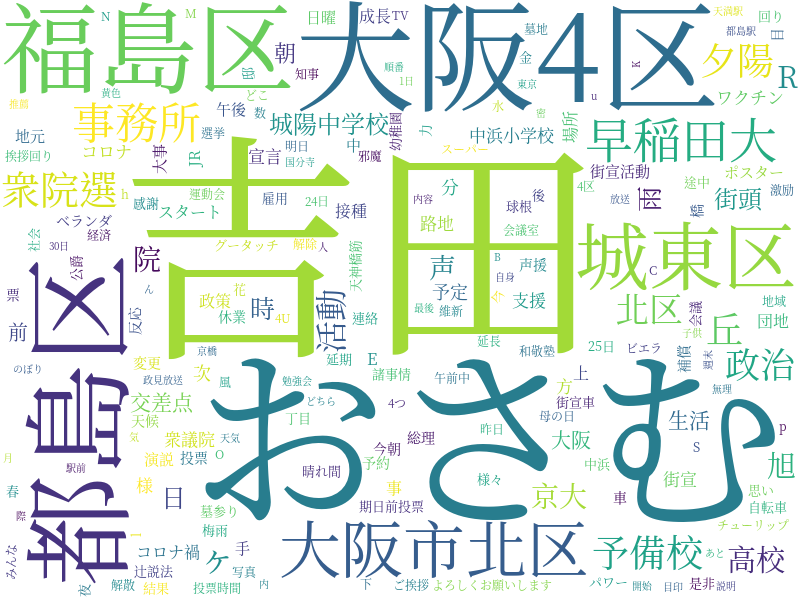 福島区
大阪4区
N
M
日曜
成長TV
墓地
天満駅
都島駅
回り
目
邸
黄色
朝
知事
どこ
順番
1日
金
東京
K
u
夕陽
R
推薦
事務所
午後
数
城陽中学校
幼稚園
力
水
密
ワクチン
地元
選挙
明日
中
中浜小学校
場所
早稲田大
挨拶回り
コロナ
大事
JR
宣言
国分寺
邪魔
スーパー
街宣活動
ポスター
衆院選
h
運動会
24日
内容
分
後
4区
放送
雨
途中
激励
感謝
スタート
雇用
接種
路地
球根
橋
街頭
ベランダ
グータッチ
解除
人
会議室
社会
30日
経済
公爵
吉田
城東区
票
ん
院
花
政策
時
4U
天神橋筋
声
B
自身
声援
C
地域
都島区
前
反応
休業
活動
連絡
今
予定
支援
北区
会議
子供
丘
団地
最後
維新
のぼり
京橋
延期
E
延長
和敬塾
25日
ビエラ
補償
週末
政治
変更
政見放送
次
風
勉強会
諸事情
午前中
方
上
無理
交差点
どちら
4つ
街宣車
おさむ
天候
丁目
母の日
大阪
生活
p
気
衆議院
天気
今朝
総理
昨日
中浜
S
月
演説
投票
O
晴れ間
予約
様々
旭
駅前
様
日
墓参り
事
期日前投票
京大
街宣
車
思い
自転車
春
際
梅雨
チューリップ
ー
コロナ禍
ケ
手
大阪市北区
予備校
あと
高校
みんな
辻説法
写真
夜
解散
結果
投票時間
内
下
ご挨拶
よろしくお願いします
パワー
開始
目印
是非
説明